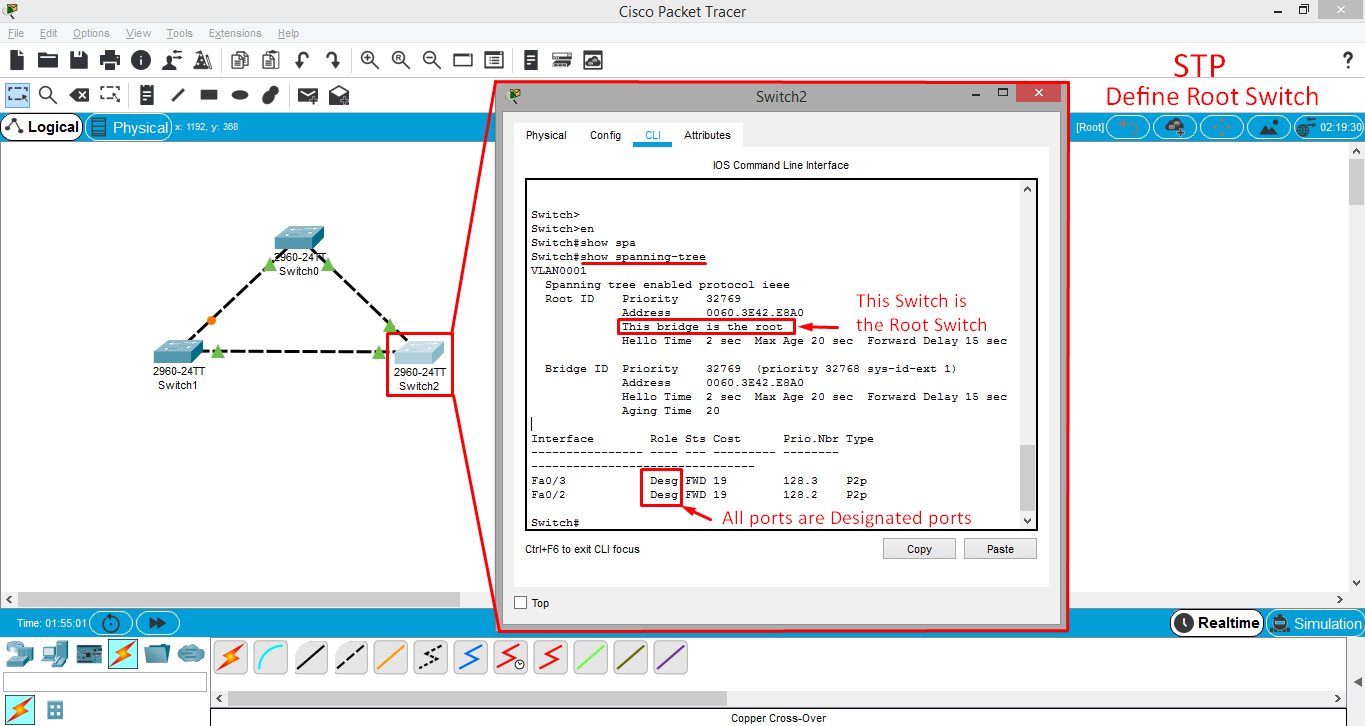 Cisco Packet Tracer
File Edit Options View Tools Extensions Help
STP
Define Root Switch
Logical Physical x: 1192, y: 368
[Root] 02:19:30
2960-24TT
Switch0
2960-24TT
Switch1
2960-24TT
Switch2
Switch2
Physical Config CLI Attributes
IOS Command Line Interface
Switch>
Switch>en
Switch#show spa
Switch#show spanning-tree
VLAN0001
Spanning tree enabled protocol ieee
Root ID Priority 32769
Address 0060.3E42.E8A0
This bridge is the root
Hello Time 2 sec Max Age 20 sec Forward Delay 15 sec
This Switch is
the Root Switch
Bridge ID Priority 32769 (priority 32768 sys-id-ext 1)
Address 0060.3E42.E8A0
Hello Time 2 sec Max Age 20 sec Forward Delay 15 sec
Aging Time 20
Interface Role Sts Cost Prio.Nbr Type
---------------- ---- --- --------- --------
--------------------------------
Fa0/3 Desg FWD 19 128.3 P2p
Fa0/2 Desg FWD 19 128.2 P2p
All ports are Designated ports
Switch#
Ctrl+F6 to exit CLI focus
Copy Paste
Top
Time: 01:55:01
Realtime Simulation
Copper Cross-Over